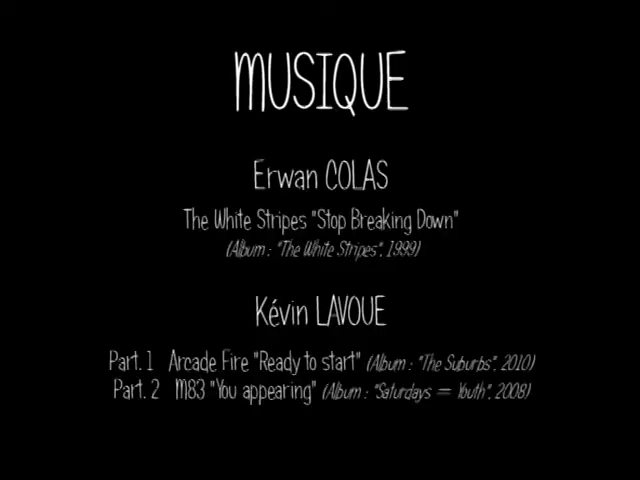 MUSIQUE
Erwan COLAS
The White Stripes "Stop Breaking Down"
(Album : "The White Stripes", 1999)
Kévin LAVOUE
Part. 1 Arcade Fire "Ready to start" (Album : "The Suburbs", 2010)
Part. 2 M83 "You appearing" (Album : "Saturdays = Youth", 2008)